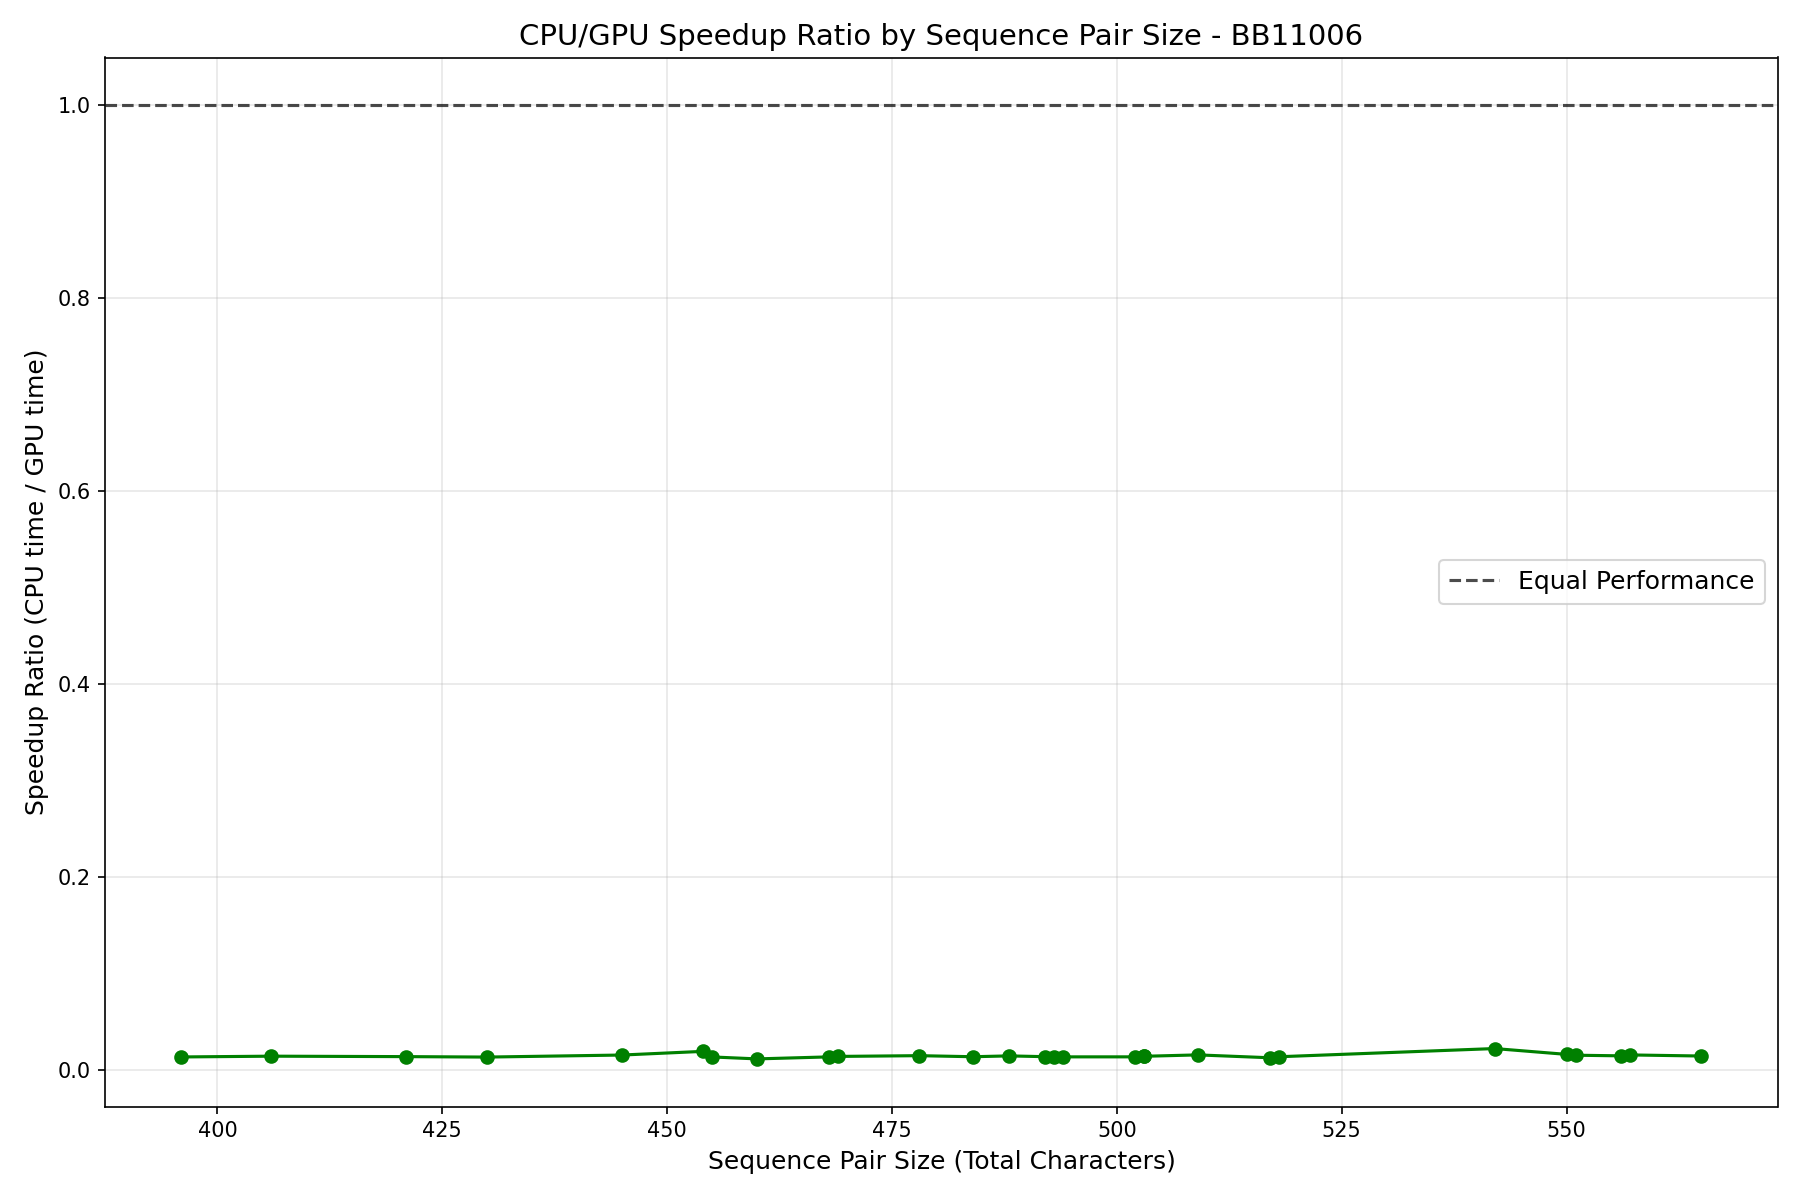 CPU/GPU Speedup Ratio by Sequence Pair Size - BB11006
Speedup Ratio (CPU time / GPU time)
1.0
0.8
0.6
0.4
0.2
0.0
Equal Performance
400 425 450 475 500 525 550
Sequence Pair Size (Total Characters)